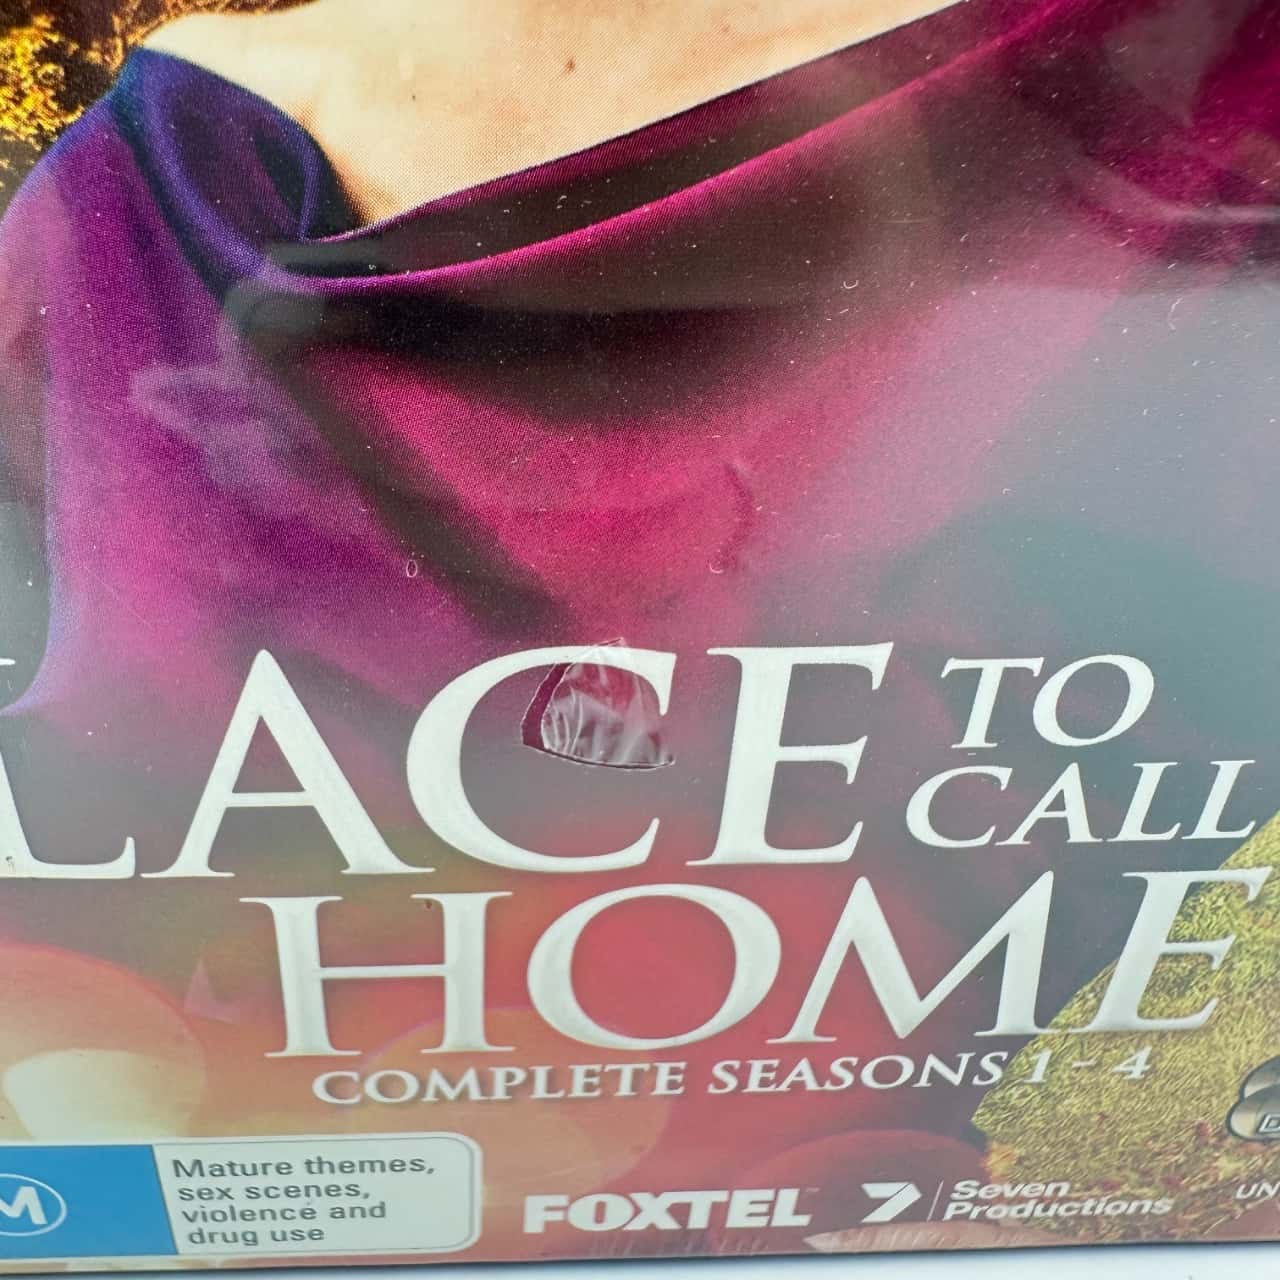 LACE TO
CALL
HOME
COMPLETE SEASONS 1 - 4
M
Mature themes,
sex scenes,
violence and
drug use
FOXTEL
7 Seven
Productions
UN